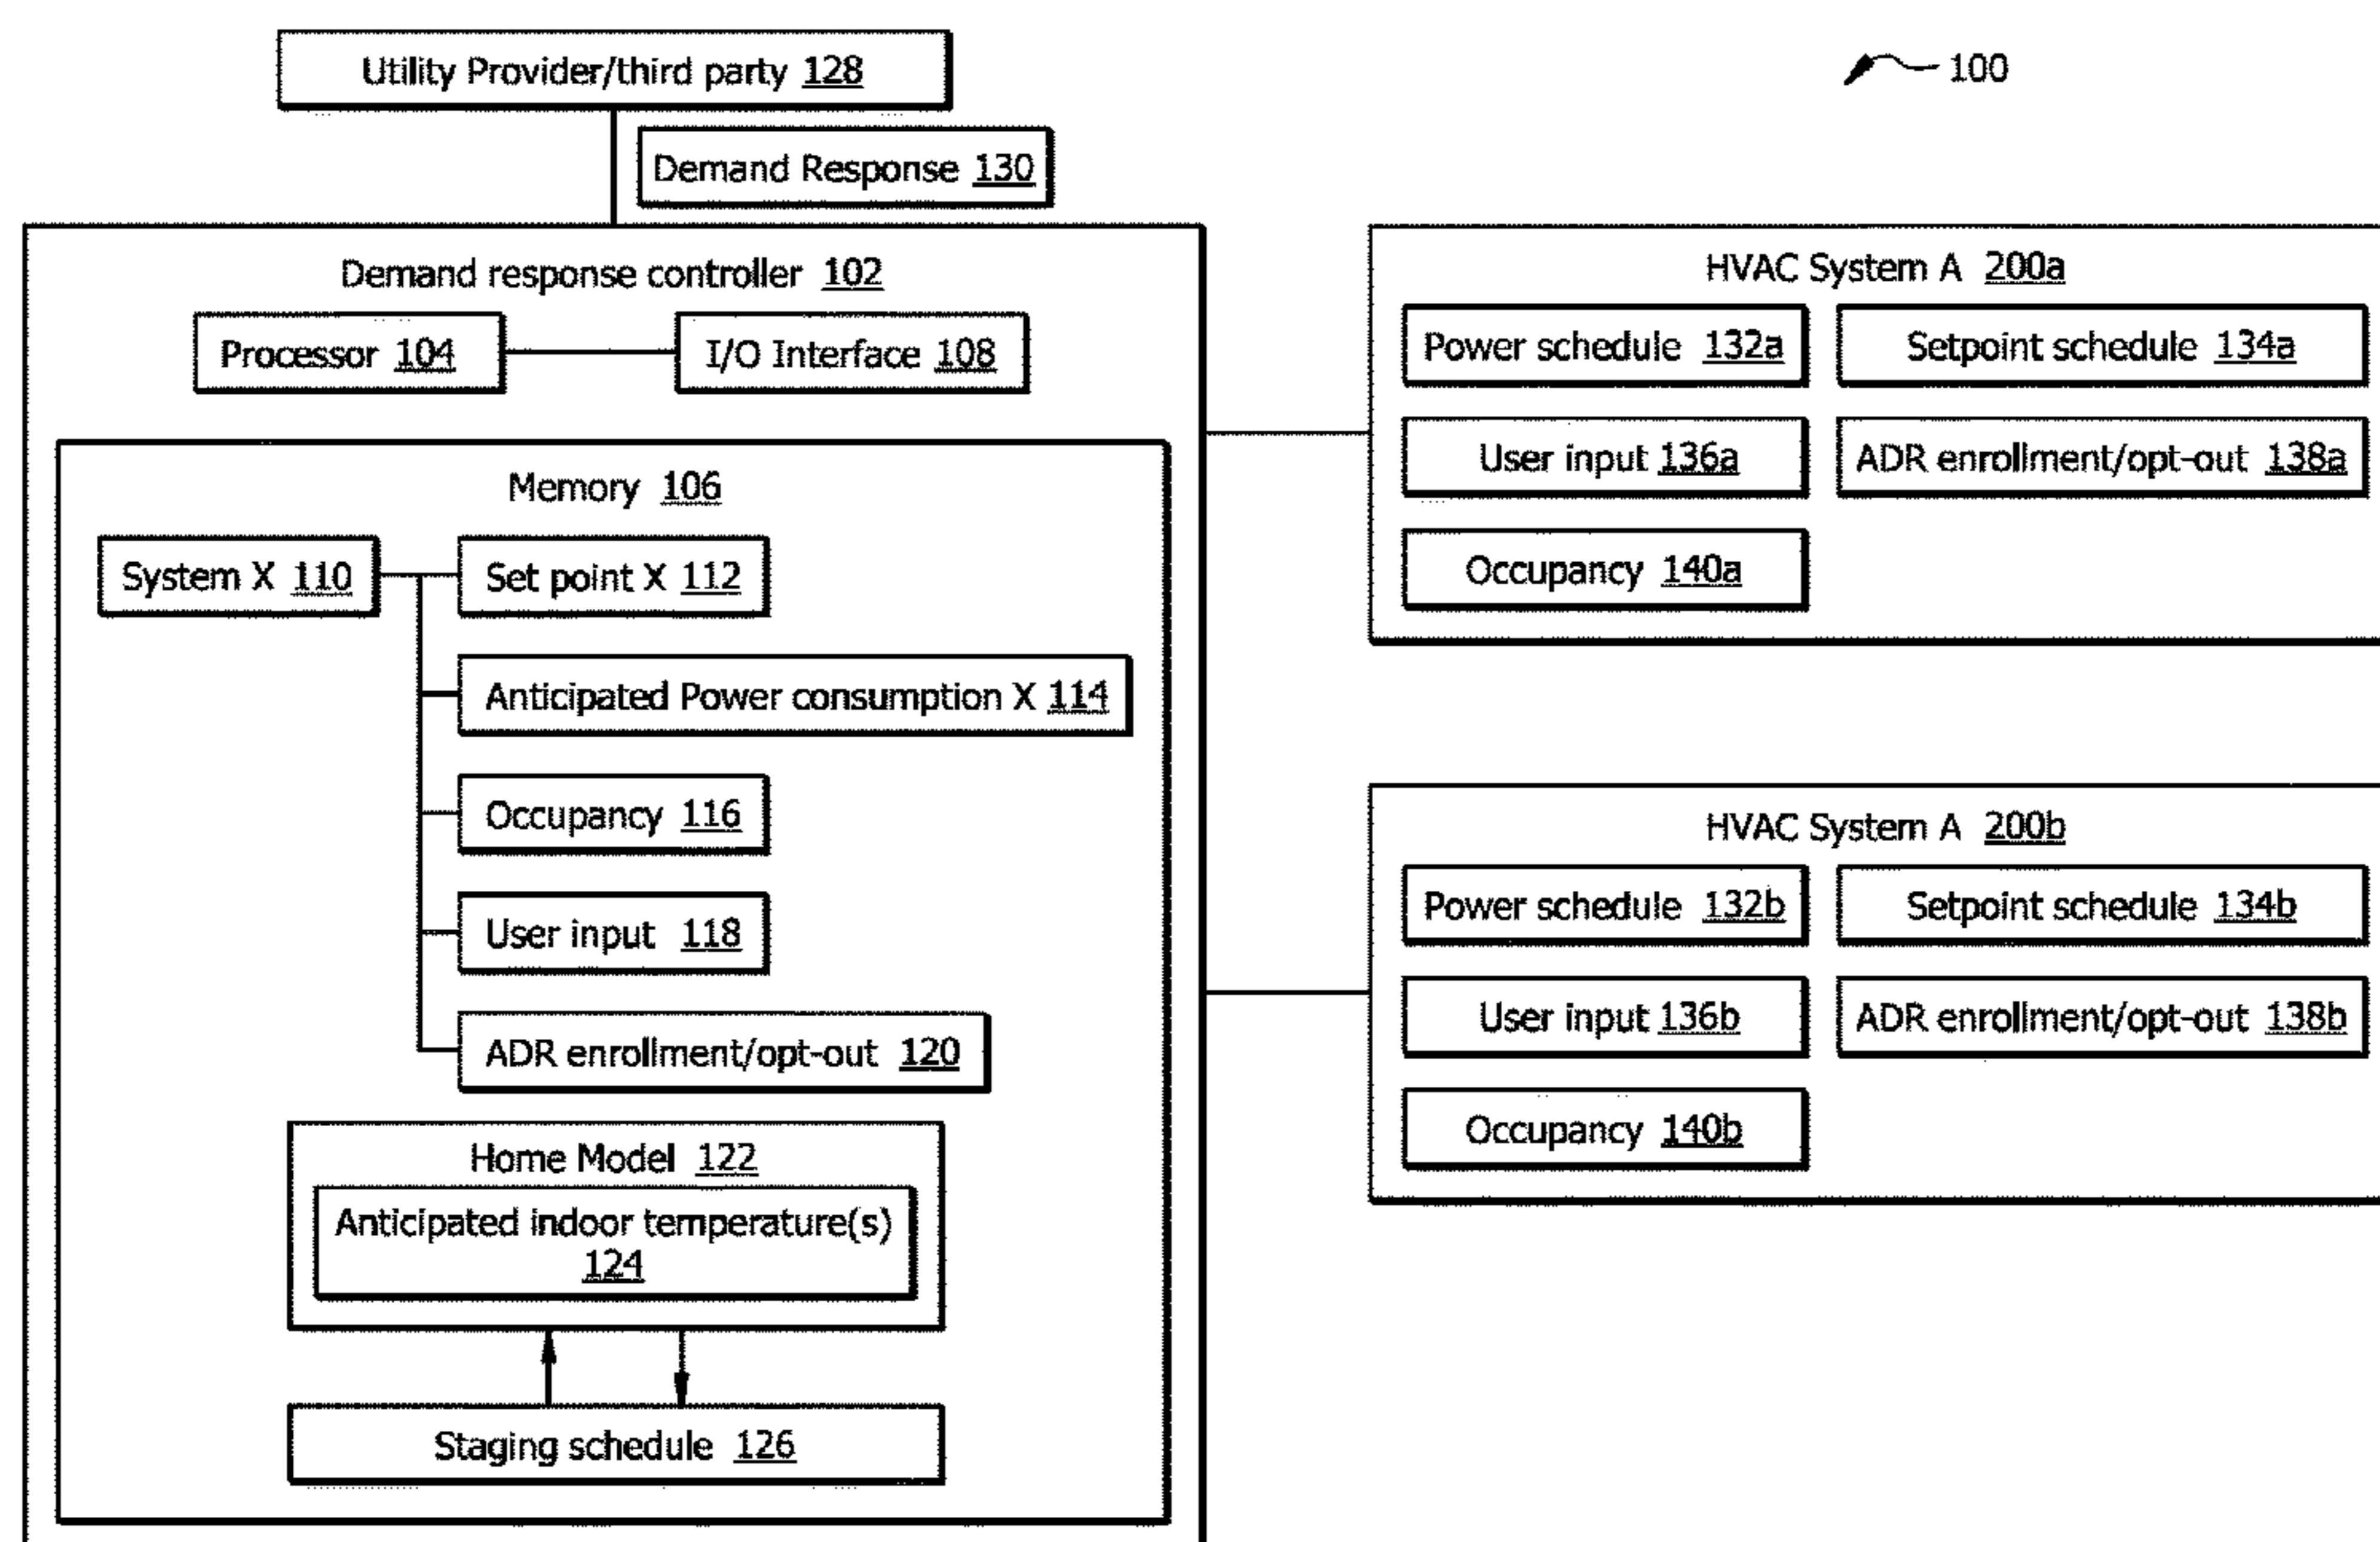 Utility Provider/third party 128
100
Demand Response 130
Demand response controller 102
Processor 104
I/O Interface 108
Memory 106
System X 110
Set point X 112
Anticipated Power consumption X 114
Occupancy 116
User input 118
ADR enrollment/opt-out 120
Home Model 122
Anticipated indoor temperature(s)
124
Staging schedule 126
HVAC System A 200a
Power schedule 132a
Setpoint schedule 134a
User input 136a
ADR enrollment/opt-out 138a
Occupancy 140a
HVAC System A 200b
Power schedule 132b
Setpoint schedule 134b
User input 136b
ADR enrollment/opt-out 138b
Occupancy 140b